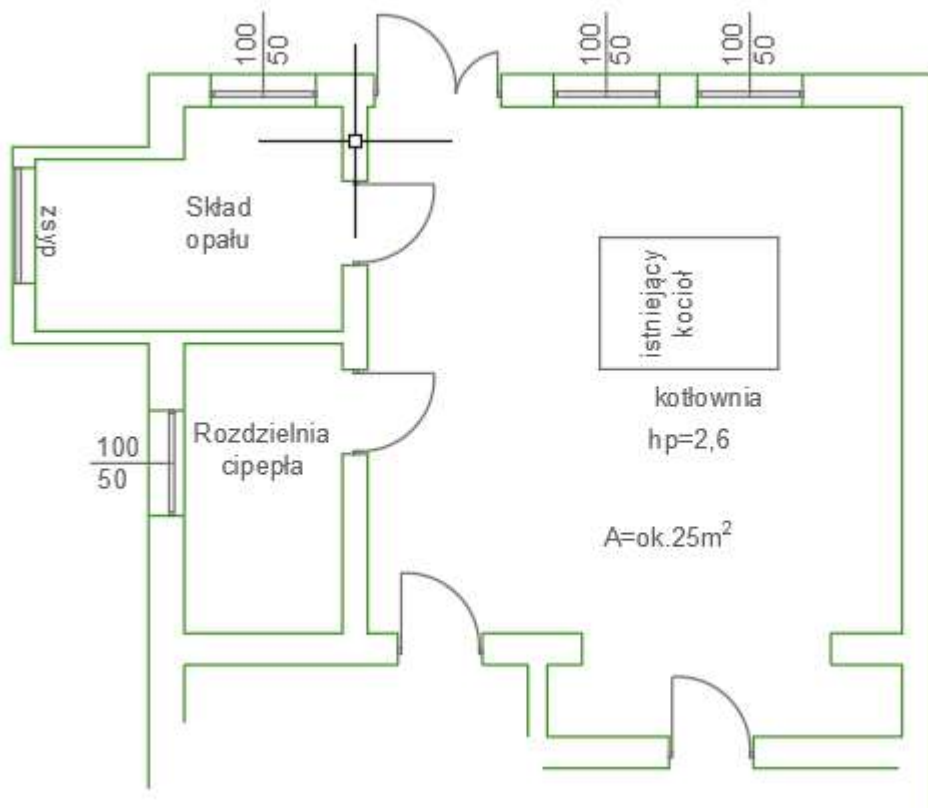 100
50
100
50
100
50
Skład
opału
zsyp
istniejący
kocioł
kotłownia
hp=2,6
Rozdzielnia
cipepła
100
50
A=ok.25m²